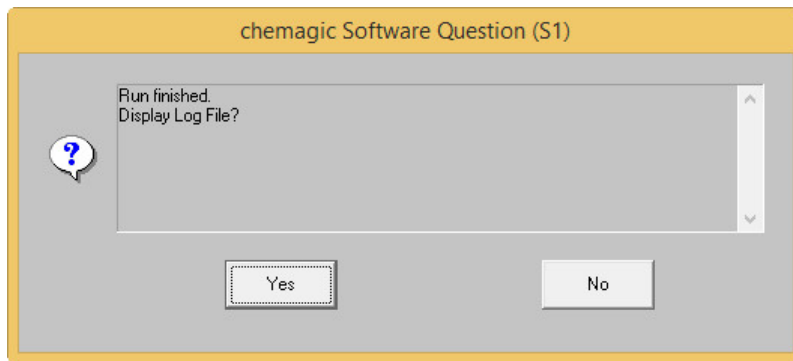 chemagic Software Question (S1)
Run finished.
Display Log File?
Yes
No